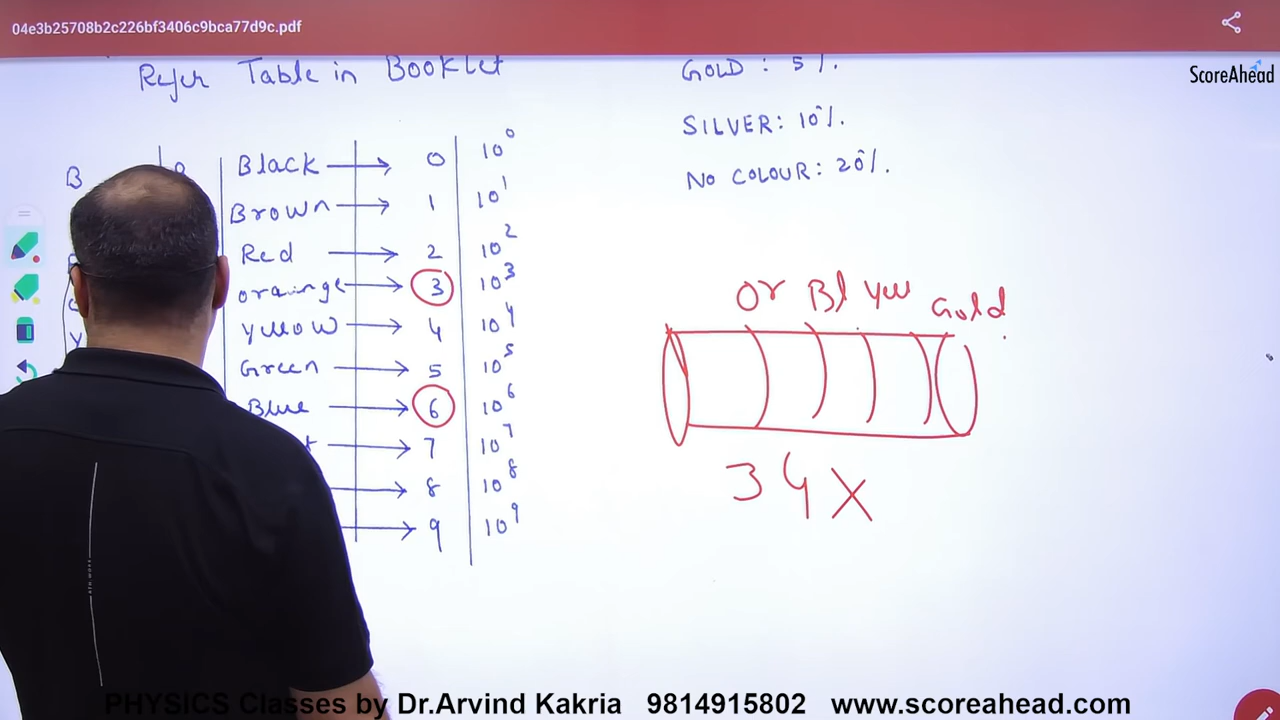 04e3b25708b2c226bf3406c9bca77d9c.pdf
ScoreAhead
Refer Table in Booklet
GOLD : 5%.
SILVER: 10%.
NO COLOUR: 20%.
B
Black → 0 10⁰
Brown → 1 10¹
Red → 2 10²
orainge → 3 10³
yellow → 4 10⁴
Green → 5 10⁵
Blue → 6 10⁶
→ 7 10⁷
→ 8 10⁸
→ 9 10⁹
Y
Or Bl Yell Gold
3 4 X
PHYSICS Classes by Dr.Arvind Kakria 9814915802 www.scoreahead.com